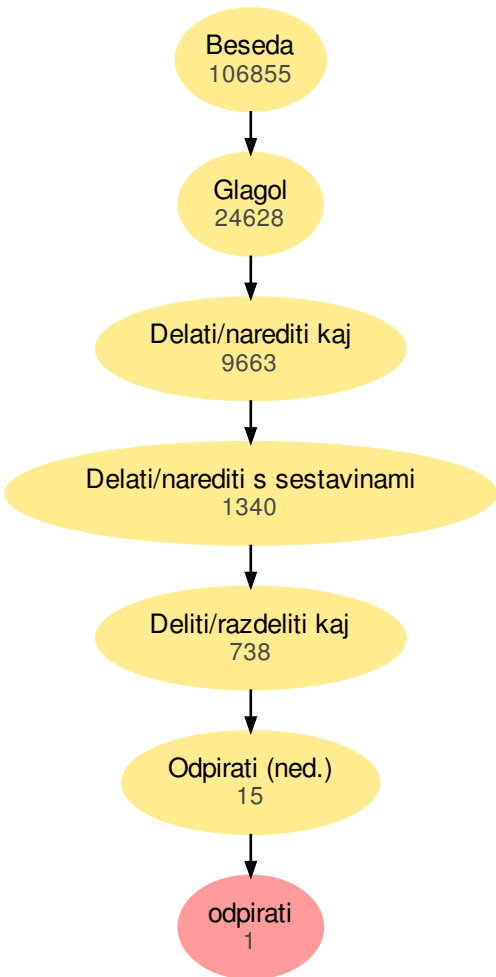 Beseda
106855
Glagol
24628
Delati/narediti kaj
9663
Delati/narediti s sestavinami
1340
Deliti/razdeliti kaj
738
Odpirati (ned.)
15
odpirati
1